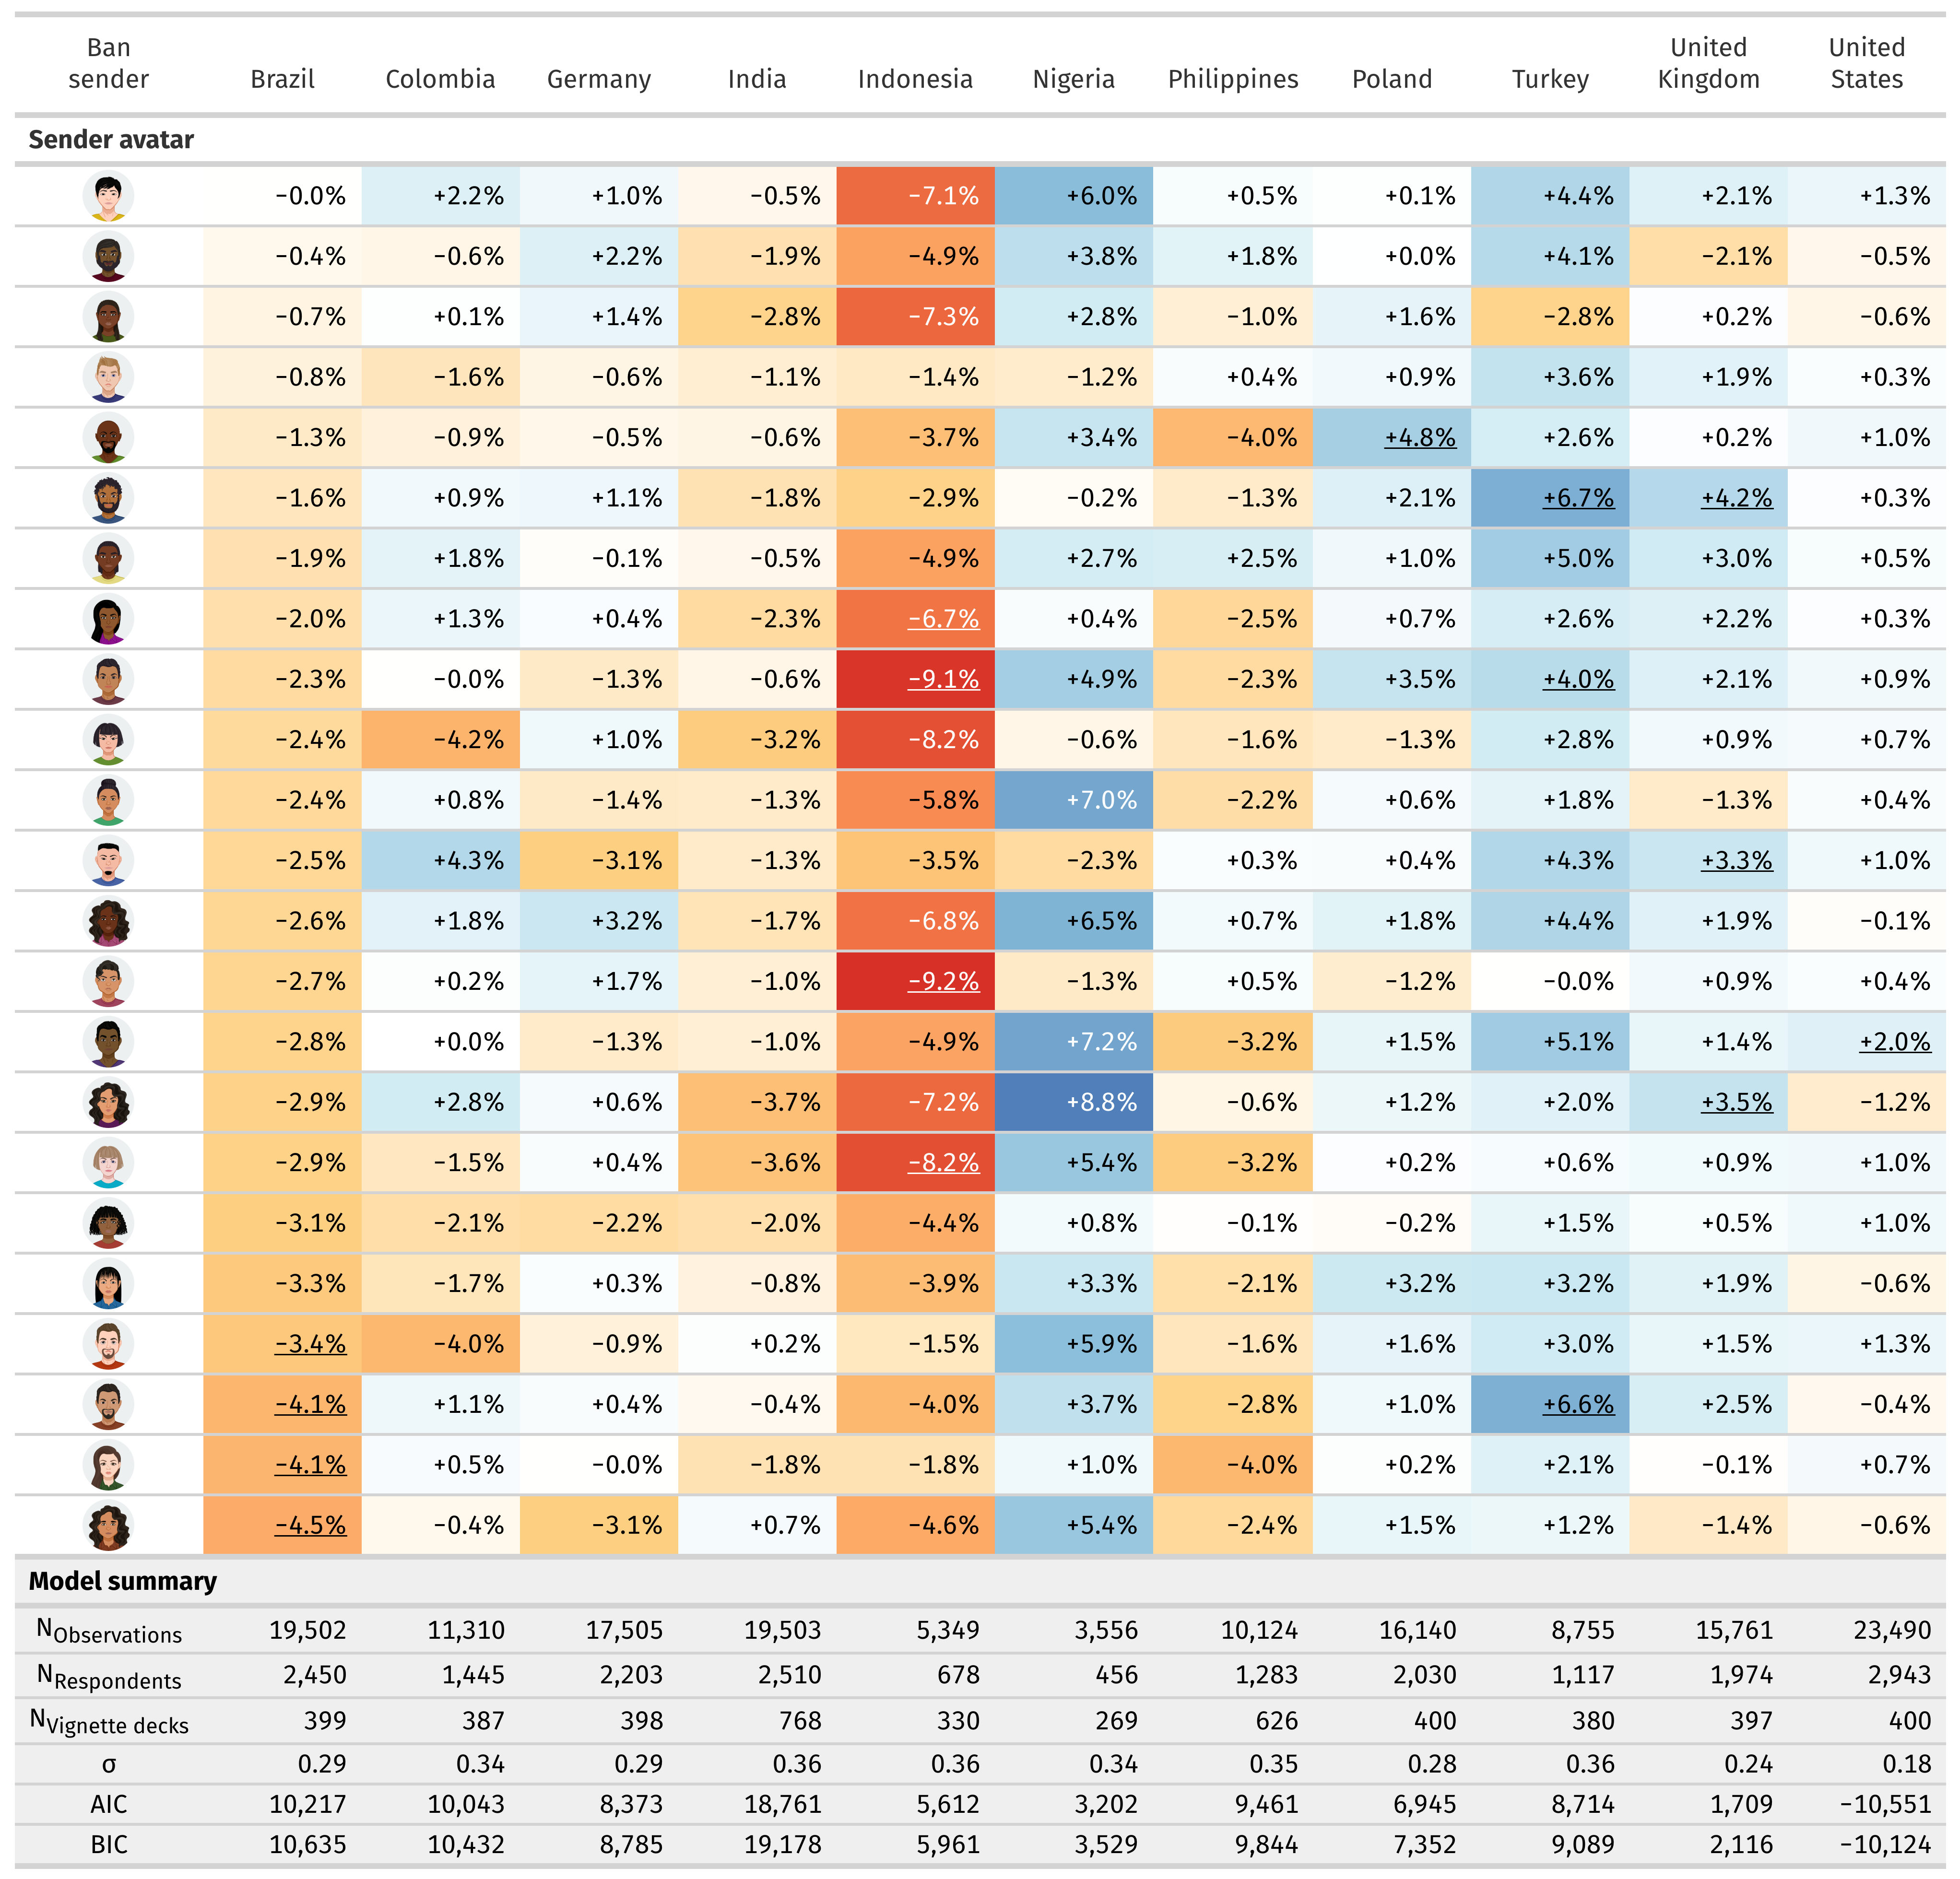 Ban sender Brazil Colombia Germany India Indonesia Nigeria Philippines Poland Turkey United Kingdom United States
Sender avatar
−0.0% +2.2% +1.0% −0.5% −7.1% +6.0% +0.5% +0.1% +4.4% +2.1% +1.3%
−0.4% −0.6% +2.2% −1.9% −4.9% +3.8% +1.8% +0.0% +4.1% −2.1% −0.5%
−0.7% +0.1% +1.4% −2.8% −7.3% +2.8% −1.0% +1.6% −2.8% +0.2% −0.6%
−0.8% −1.6% −0.6% −1.1% −1.4% −1.2% +0.4% +0.9% +3.6% +1.9% +0.3%
−1.3% −0.9% −0.5% −0.6% −3.7% +3.4% −4.0% +4.8% +2.6% +0.2% +1.0%
−1.6% +0.9% +1.1% −1.8% −2.9% −0.2% −1.3% +2.1% +6.7% +4.2% +0.3%
−1.9% +1.8% −0.1% −0.5% −4.9% +2.7% +2.5% +1.0% +5.0% +3.0% +0.5%
−2.0% +1.3% +0.4% −2.3% −6.7% +0.4% −2.5% +0.7% +2.6% +2.2% +0.3%
−2.3% −0.0% −1.3% −0.6% −9.1% +4.9% −2.3% +3.5% +4.0% +2.1% +0.9%
−2.4% −4.2% +1.0% −3.2% −8.2% −0.6% −1.6% −1.3% +2.8% +0.9% +0.7%
−2.4% +0.8% −1.4% −1.3% −5.8% +7.0% −2.2% +0.6% +1.8% −1.3% +0.4%
−2.5% +4.3% −3.1% −1.3% −3.5% −2.3% +0.3% +0.4% +4.3% +3.3% +1.0%
−2.6% +1.8% +3.2% −1.7% −6.8% +6.5% +0.7% +1.8% +4.4% +1.9% −0.1%
−2.7% +0.2% +1.7% −1.0% −9.2% −1.3% +0.5% −1.2% −0.0% +0.9% +0.4%
−2.8% +0.0% −1.3% −1.0% −4.9% +7.2% −3.2% +1.5% +5.1% +1.4% +2.0%
−2.9% +2.8% +0.6% −3.7% −7.2% +8.8% −0.6% +1.2% +2.0% +3.5% −1.2%
−2.9% −1.5% +0.4% −3.6% −8.2% +5.4% −3.2% +0.2% +0.6% +0.9% +1.0%
−3.1% −2.1% −2.2% −2.0% −4.4% +0.8% −0.1% −0.2% +1.5% +0.5% +1.0%
−3.3% −1.7% +0.3% −0.8% −3.9% +3.3% −2.1% +3.2% +3.2% +1.9% −0.6%
−3.4% −4.0% −0.9% +0.2% −1.5% +5.9% −1.6% +1.6% +3.0% +1.5% +1.3%
−4.1% +1.1% +0.4% −0.4% −4.0% +3.7% −2.8% +1.0% +6.6% +2.5% −0.4%
−4.1% +0.5% −0.0% −1.8% −1.8% +1.0% −4.0% +0.2% +2.1% −0.1% +0.7%
−4.5% −0.4% −3.1% +0.7% −4.6% +5.4% −2.4% +1.5% +1.2% −1.4% −0.6%
Model summary
NObservations 19,502 11,310 17,505 19,503 5,349 3,556 10,124 16,140 8,755 15,761 23,490
NRespondents 2,450 1,445 2,203 2,510 678 456 1,283 2,030 1,117 1,974 2,943
NVignette decks 399 387 398 768 330 269 626 400 380 397 400
σ 0.29 0.34 0.29 0.36 0.36 0.34 0.35 0.28 0.36 0.24 0.18
AIC 10,217 10,043 8,373 18,761 5,612 3,202 9,461 6,945 8,714 1,709 −10,551
BIC 10,635 10,432 8,785 19,178 5,961 3,529 9,844 7,352 9,089 2,116 −10,124